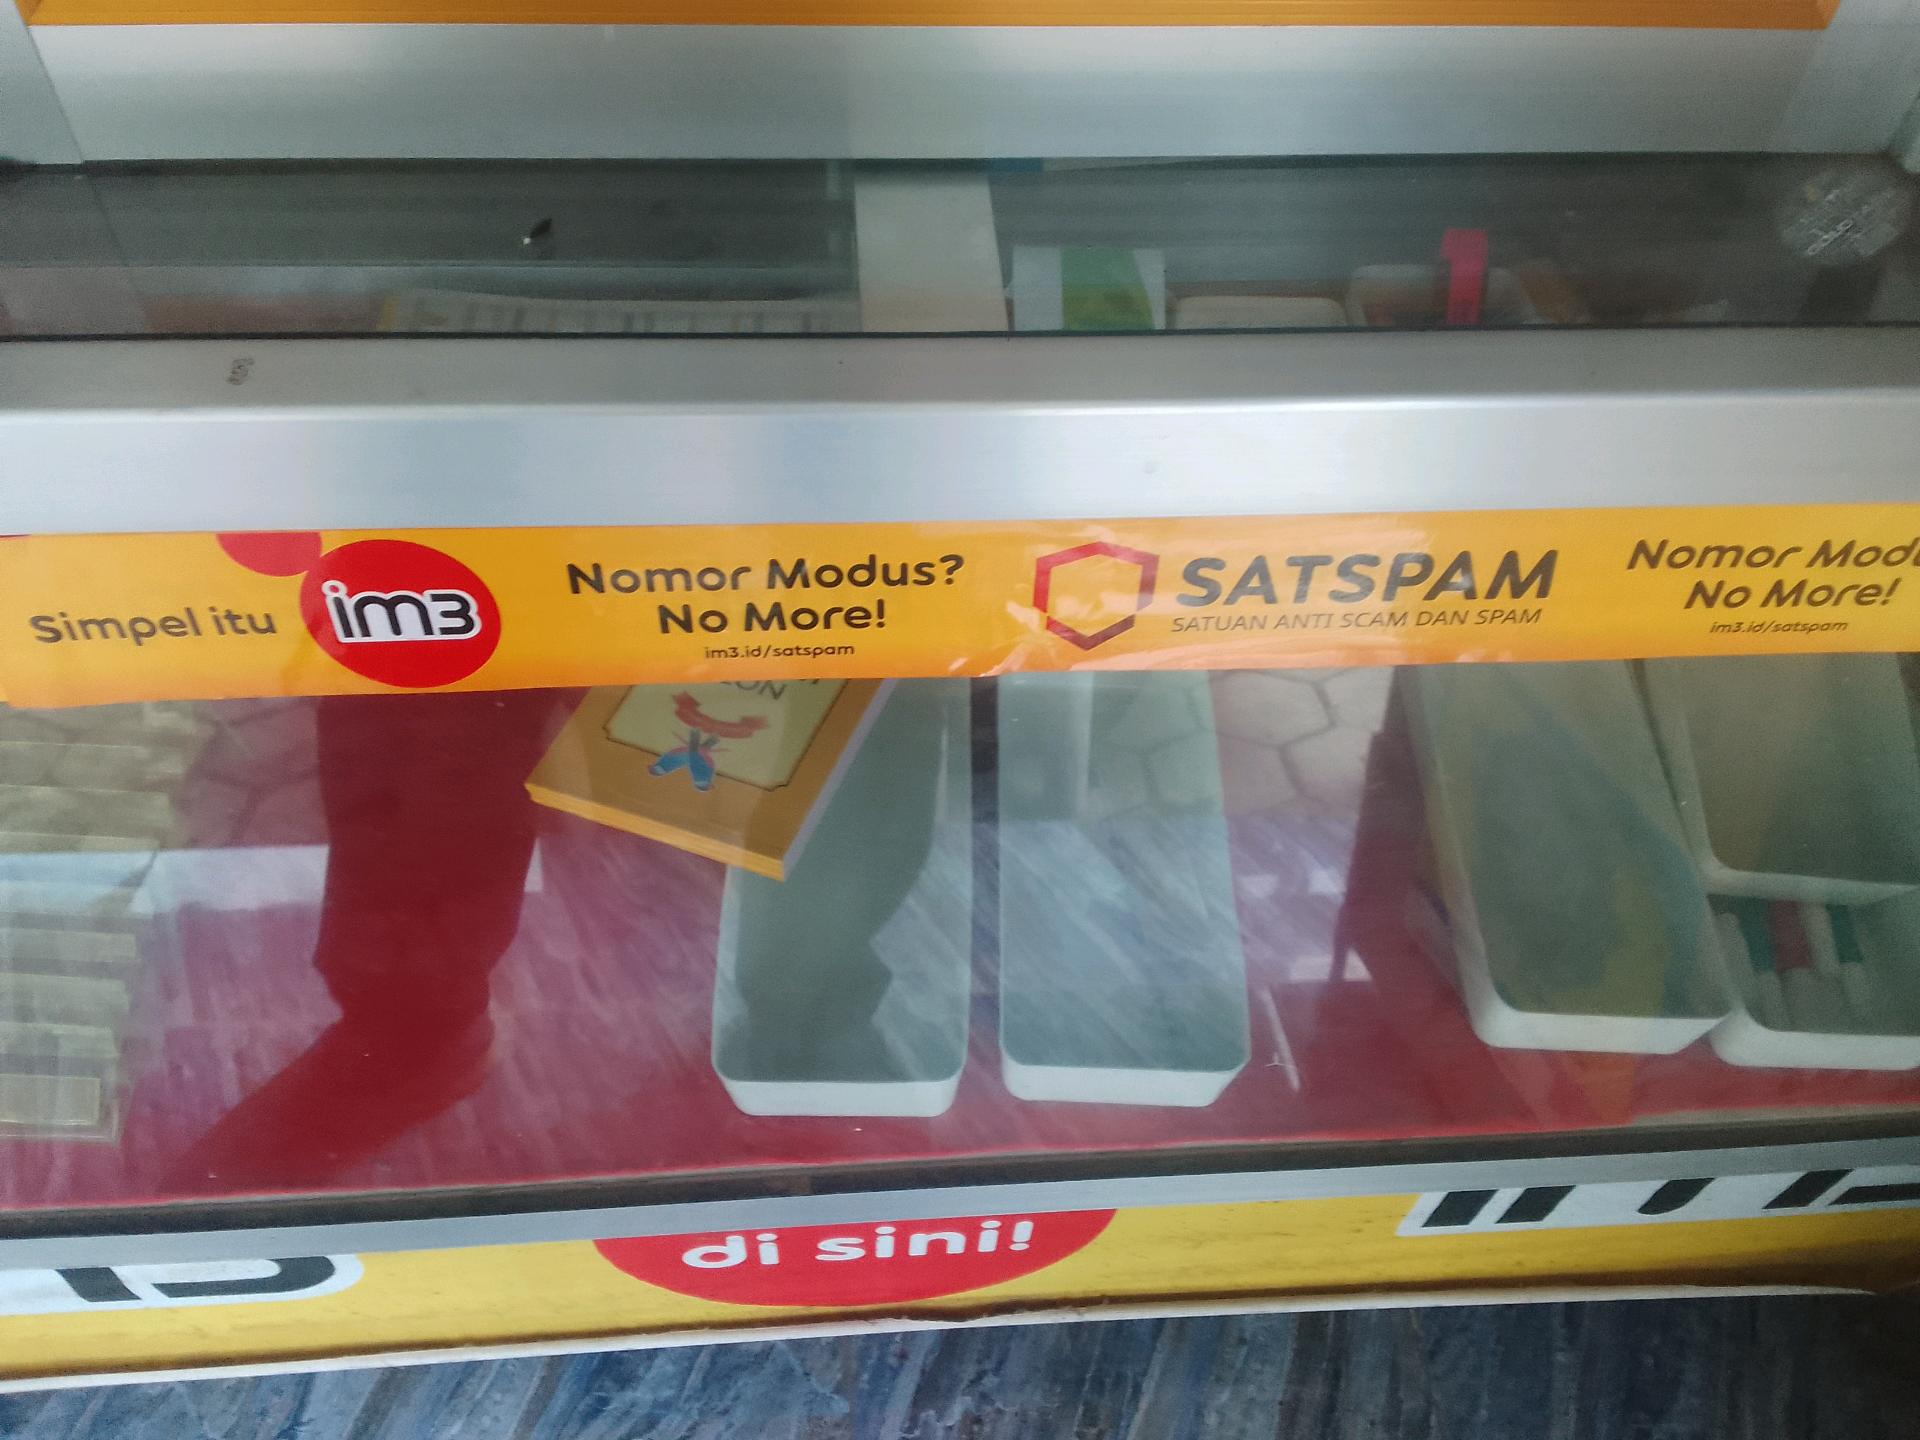 Simpel itu
im3
Nomor Modus?
No More!
im3.id/satspam
SATSPAM
SATUAN ANTI SCAM DAN SPAM
Nomor
No More!
im3.id/satspam
di sini!